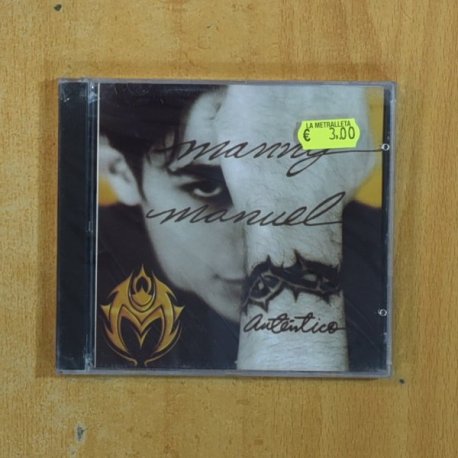 LA METRALLETA
€ 3,00
manny
manuel
auténtico